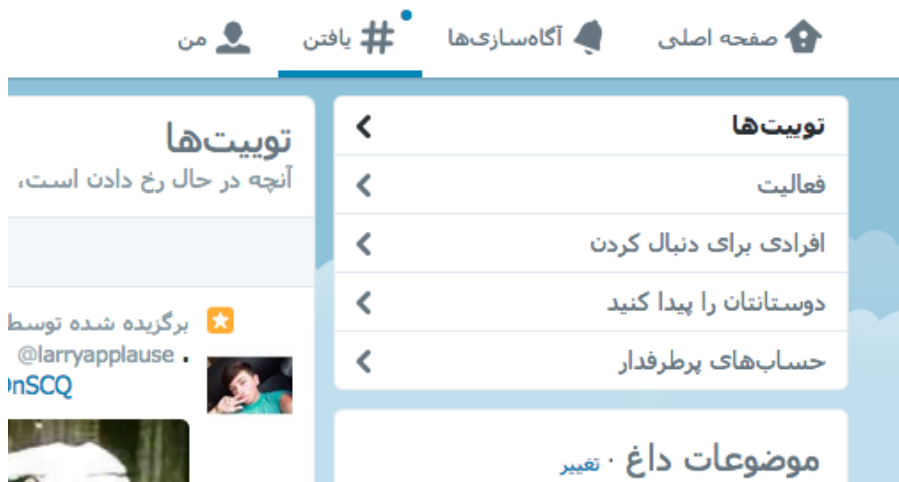 صفحه اصلی آگاه‌سازی‌ها یافتن من
توییت‌ها
فعالیت
افرادی برای دنبال کردن
دوستانتان را پیدا کنید
حساب‌های پرطرفدار
موضوعات داغ · تغییر
توییت‌ها
آنچه در حال رخ دادن است،
برگزیده شده توسط
. @larryapplause
nSCQ